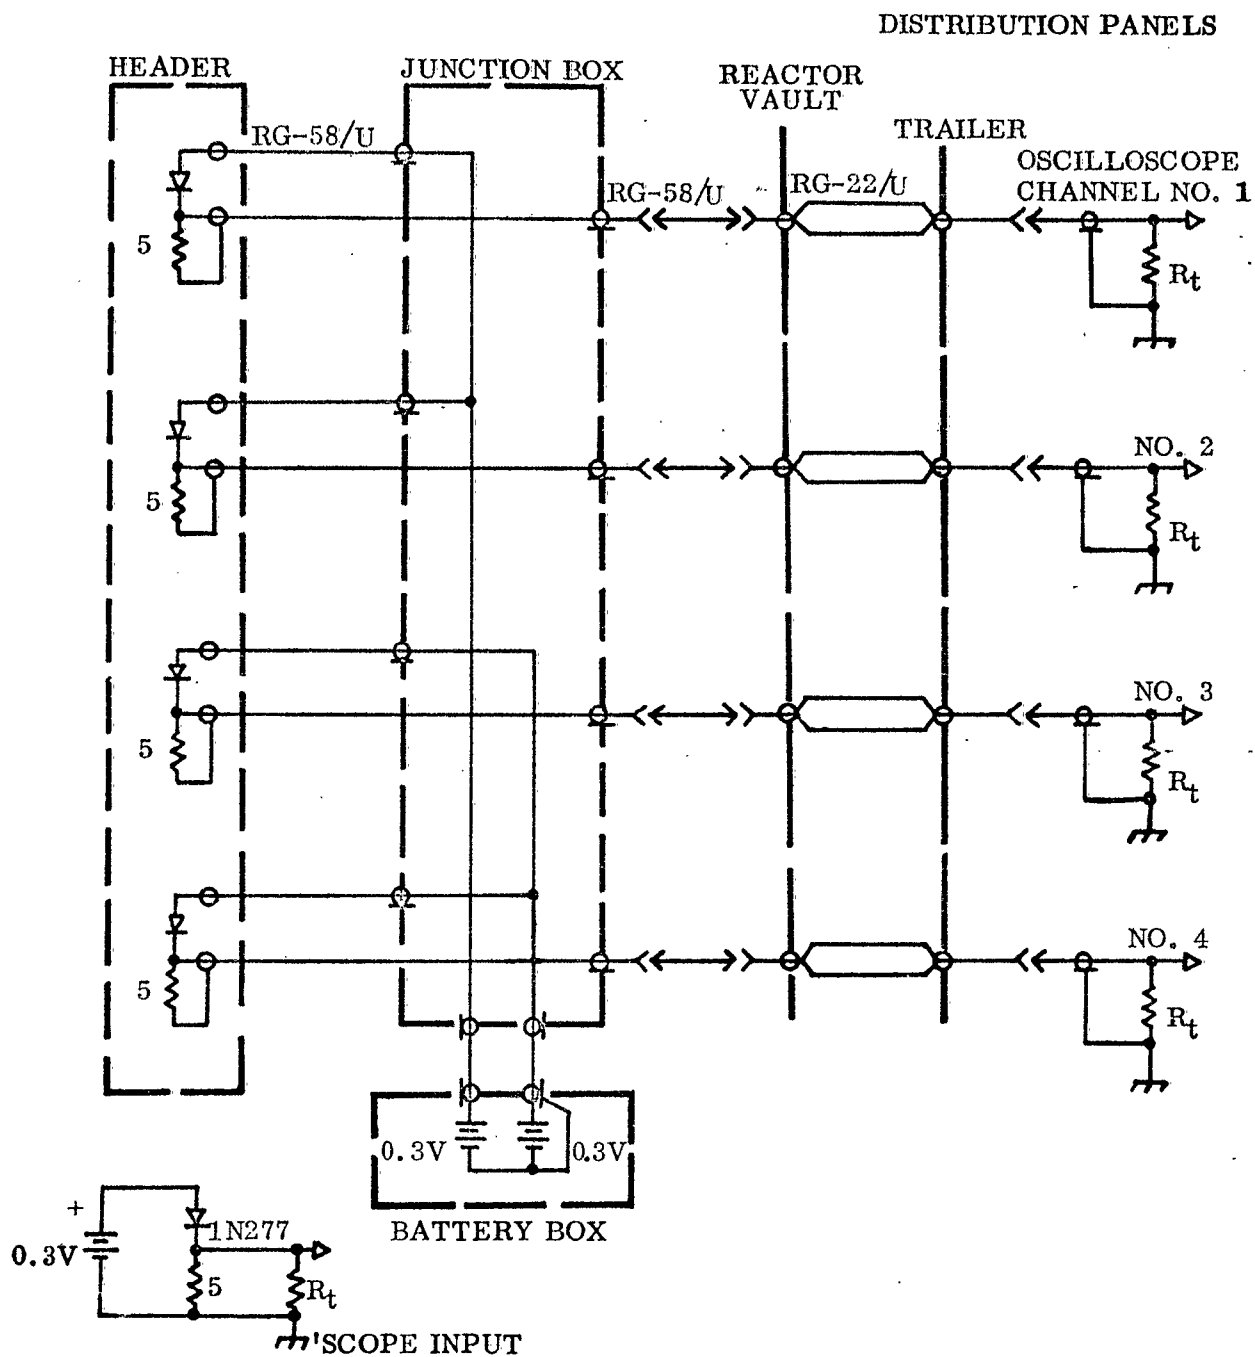 DISTRIBUTION PANELS
HEADER
JUNCTION BOX
REACTOR
VAULT
TRAILER
RG-58/U
RG-58/U
RG-22/U
OSCILLOSCOPE
CHANNEL NO. 1
5
Rt
NO. 2
5
Rt
NO. 3
5
Rt
NO. 4
5
Rt
0.3V
0.3V
BATTERY BOX
+
0.3V
1N277
5
Rt
'SCOPE INPUT